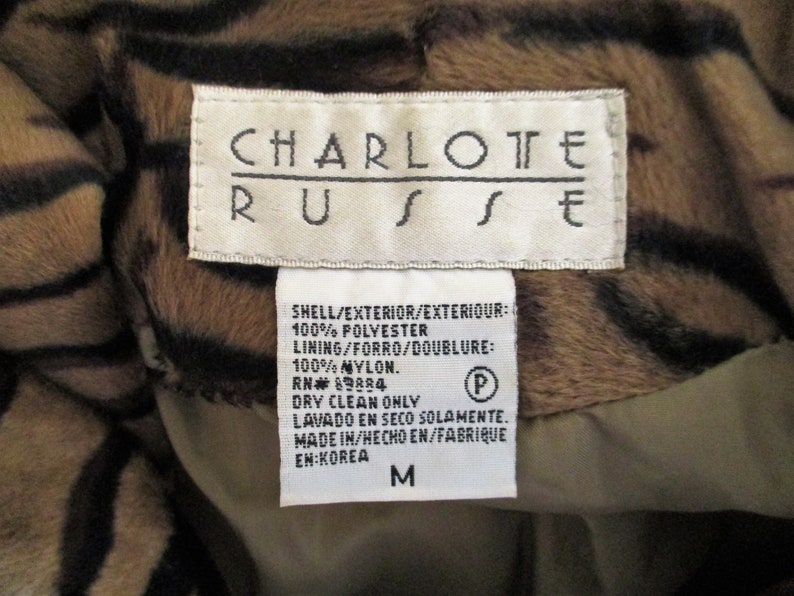 CHARLOTTE
RUSSE
SHELL/EXTERIOR/EXTERIOUR:
100% POLYESTER
LINING/FORRO/DOUBLURE:
100% NYLON.
RN# 89884
DRY CLEAN ONLY
P
LAVADO EN SECO SOLAMENTE.
MADE IN/HECHO EN/FABRIQUE
EN:KOREA
M